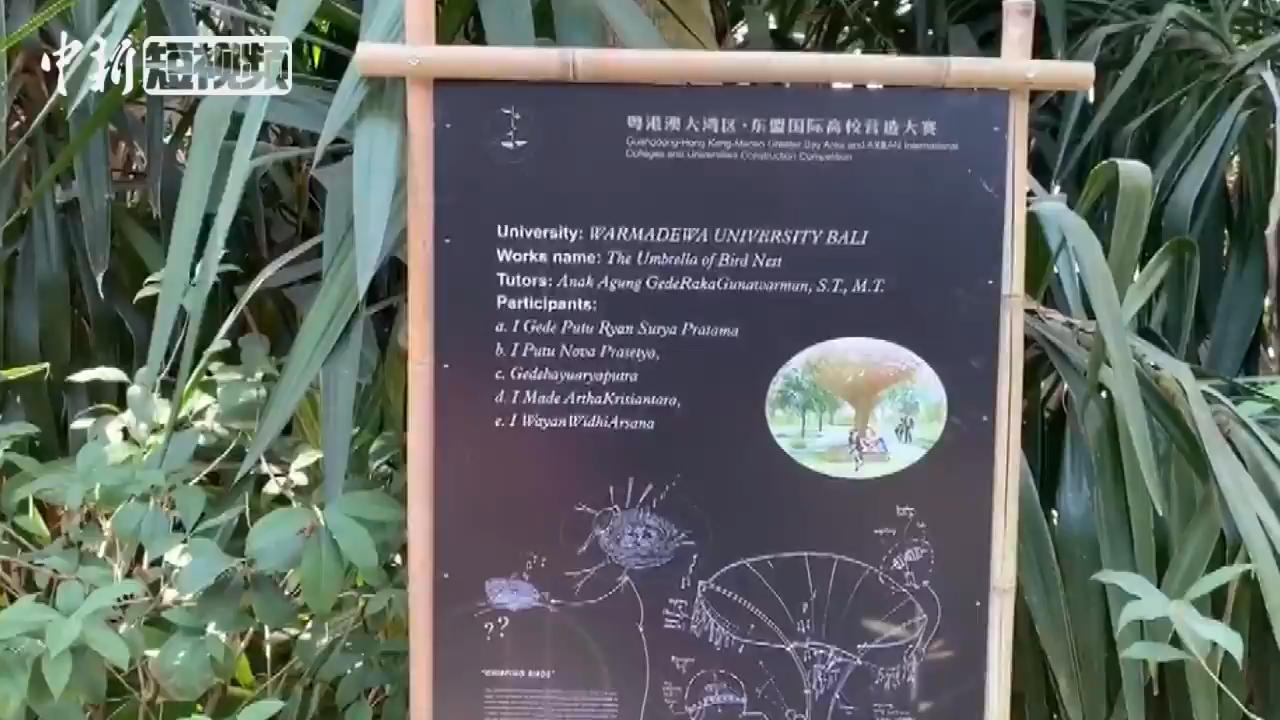 中新 短视频
粤港澳大湾区·东盟国际高校营造大赛
Guangdong-Hong Kong-Macao Greater Bay Area and ASEAN International
Colleges and Universities Construction Competition
University: WARMADEWA UNIVERSITY BALI
Works name: The Umbrella of Bird Nest
Tutors: Anak Agung GedeRakaGunawarman, S.T., M.T.
Participants:
a. I Gede Putu Ryan Surya Pratama
b. I Putu Nova Prasetyo,
c. Gedebayuaryaputra
d. I Made ArthaKrisiantara,
e. I WayanWidhiArsana
??